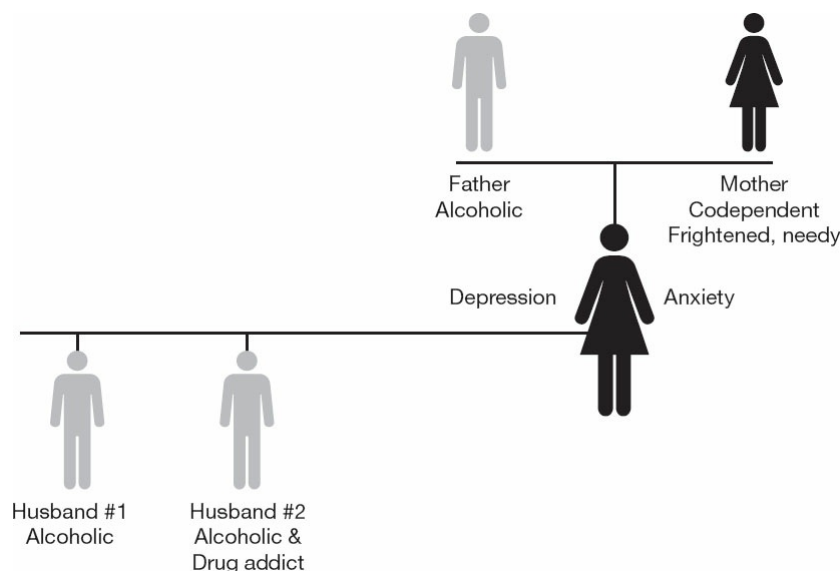 Father
Alcoholic
Mother
Codependent
Frightened, needy
Depression
Anxiety
Husband #1
Alcoholic
Husband #2
Alcoholic &
Drug addict